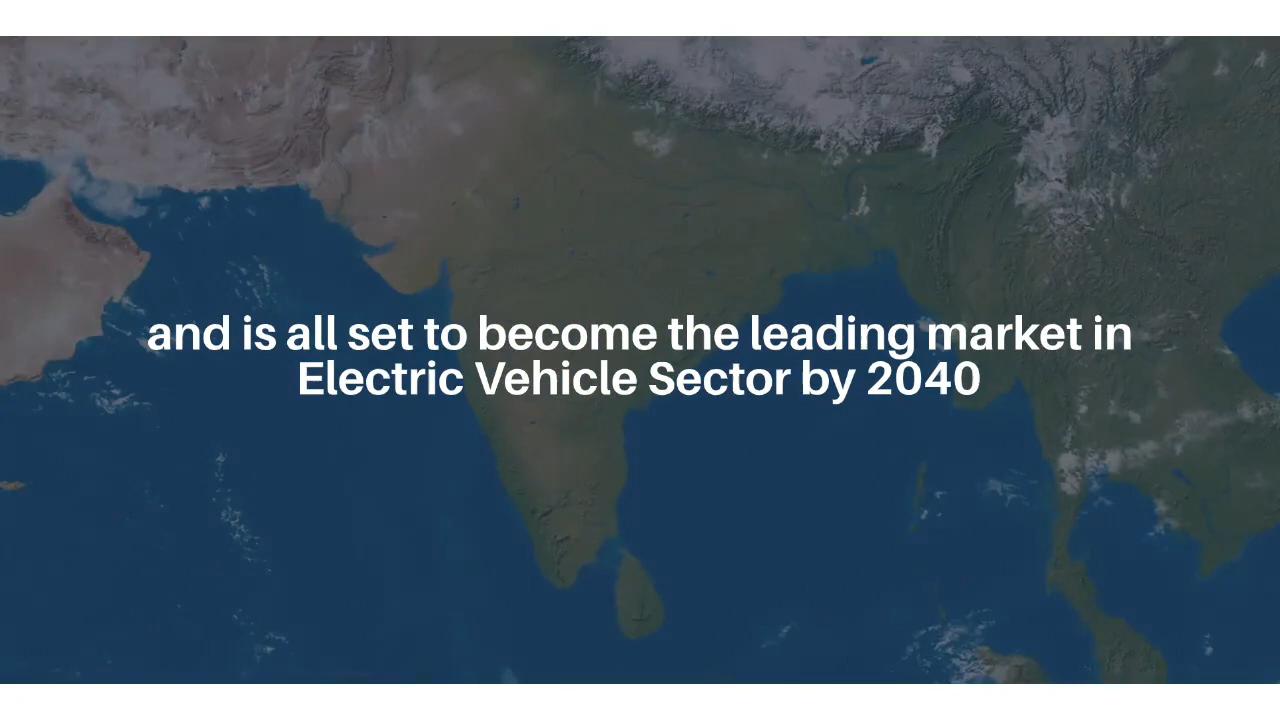 and is all set to become the leading market in
Electric Vehicle Sector by 2040